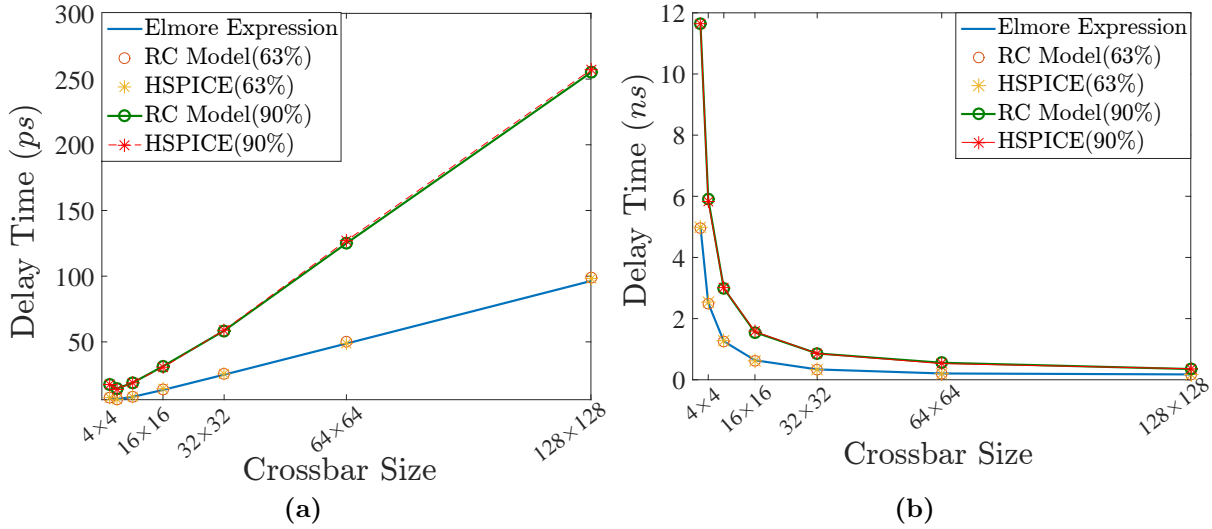 300
250
200
150
100
50
Delay Time (ps)
Elmore Expression
RC Model(63%)
HSPICE(63%)
RC Model(90%)
HSPICE(90%)
4×4
16×16
32×32
64×64
128×128
Crossbar Size
(a)
12
10
8
6
4
2
0
Delay Time (ns)
Elmore Expression
RC Model(63%)
HSPICE(63%)
RC Model(90%)
HSPICE(90%)
4×4
16×16
32×32
64×64
128×128
Crossbar Size
(b)